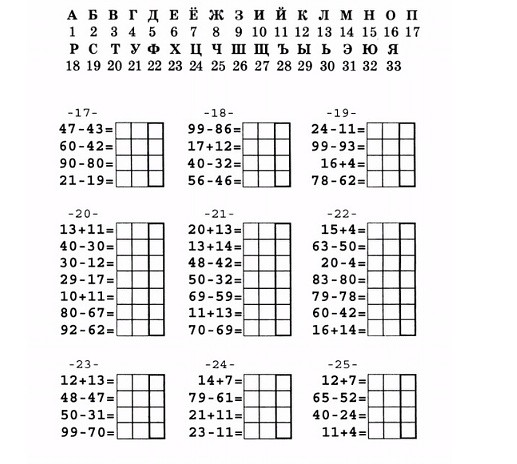 А Б В Г Д Е Ё Ж З И Й К Л М Н О П
1 2 3 4 5 6 7 8 9 10 11 12 13 14 15 16 17
Р С Т У Ф Х Ц Ч Ш Щ Ъ Ы Ь Э Ю Я
18 19 20 21 22 23 24 25 26 27 28 29 30 31 32 33
-17- -18- -19-
47-43= 99-86= 24-11=
60-42= 17+12= 99-93=
90-80= 40-32= 16+4=
21-19= 56-46= 78-62=
-20- -21- -22-
13+11= 20+13= 15+4=
40-30= 13+14= 63-50=
30-12= 48-42= 20-4=
29-17= 50-32= 83-80=
10+11= 69-59= 79-78=
80-67= 11+13= 60-42=
92-62= 70-69= 16+14=
-23- -24- -25-
12+13= 14+7= 12+7=
48-47= 79-61= 65-52=
50-31= 21+11= 40-24=
99-70= 23-11= 11+4=